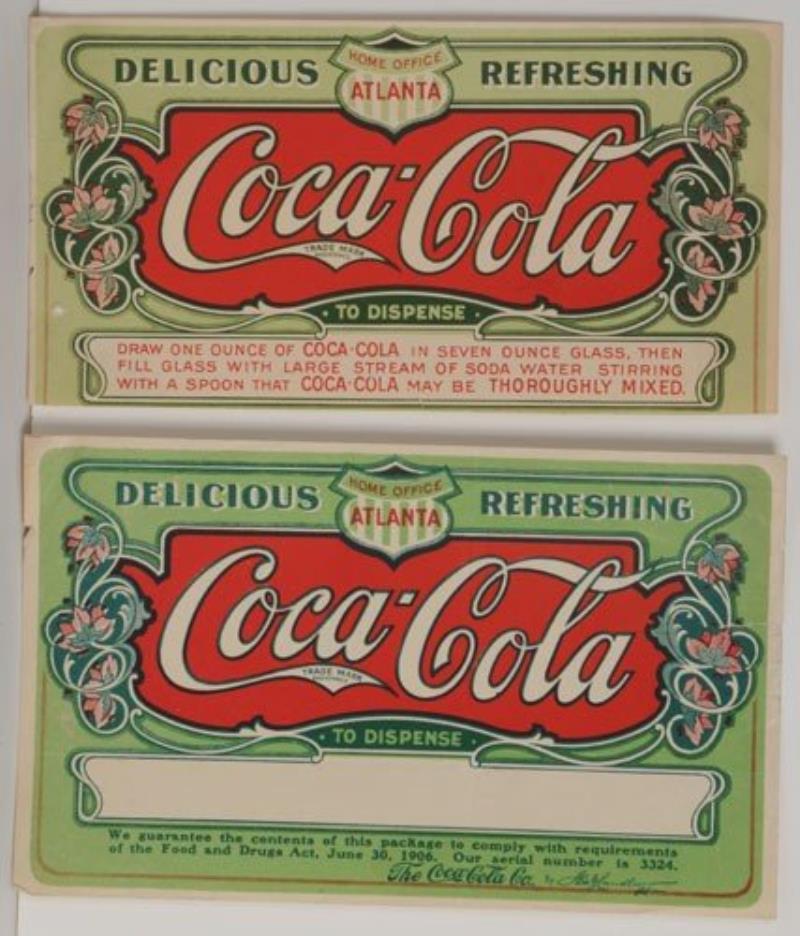 DELICIOUS HOME OFFICE ATLANTA REFRESHING
Coca-Cola
TRADE MARK
· TO DISPENSE ·
DRAW ONE OUNCE OF COCA-COLA IN SEVEN OUNCE GLASS, THEN
FILL GLASS WITH LARGE STREAM OF SODA WATER STIRRING
WITH A SPOON THAT COCA-COLA MAY BE THOROUGHLY MIXED.
DELICIOUS HOME OFFICE ATLANTA REFRESHING
Coca-Cola
TRADE MARK
· TO DISPENSE ·
We guarantee the contents of this package to comply with requirements
of the Food and Drugs Act, June 30, 1906. Our serial number is 3324.
The Coca-Cola Co. by